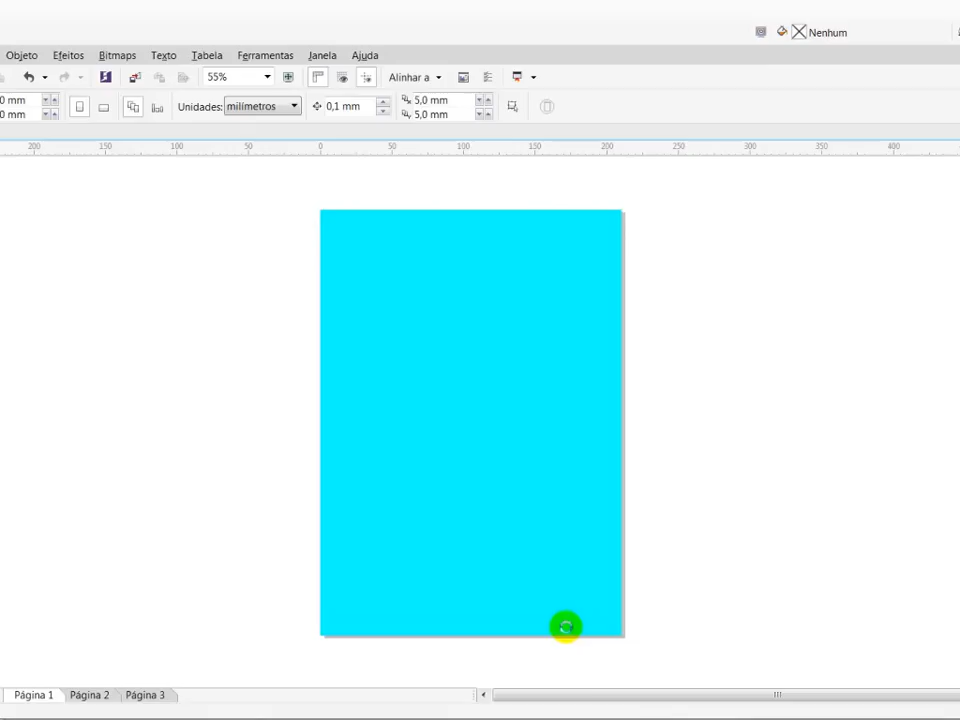 Nenhum
Objeto Efeitos Bitmaps Texto Tabela Ferramentas Janela Ajuda
55% Alinhar a
0 mm Unidades: milímetros 0,1 mm 5,0 mm
0 mm 5,0 mm
200 150 100 50 0 50 100 150 200 250 300 350 400
Página 1 Página 2 Página 3